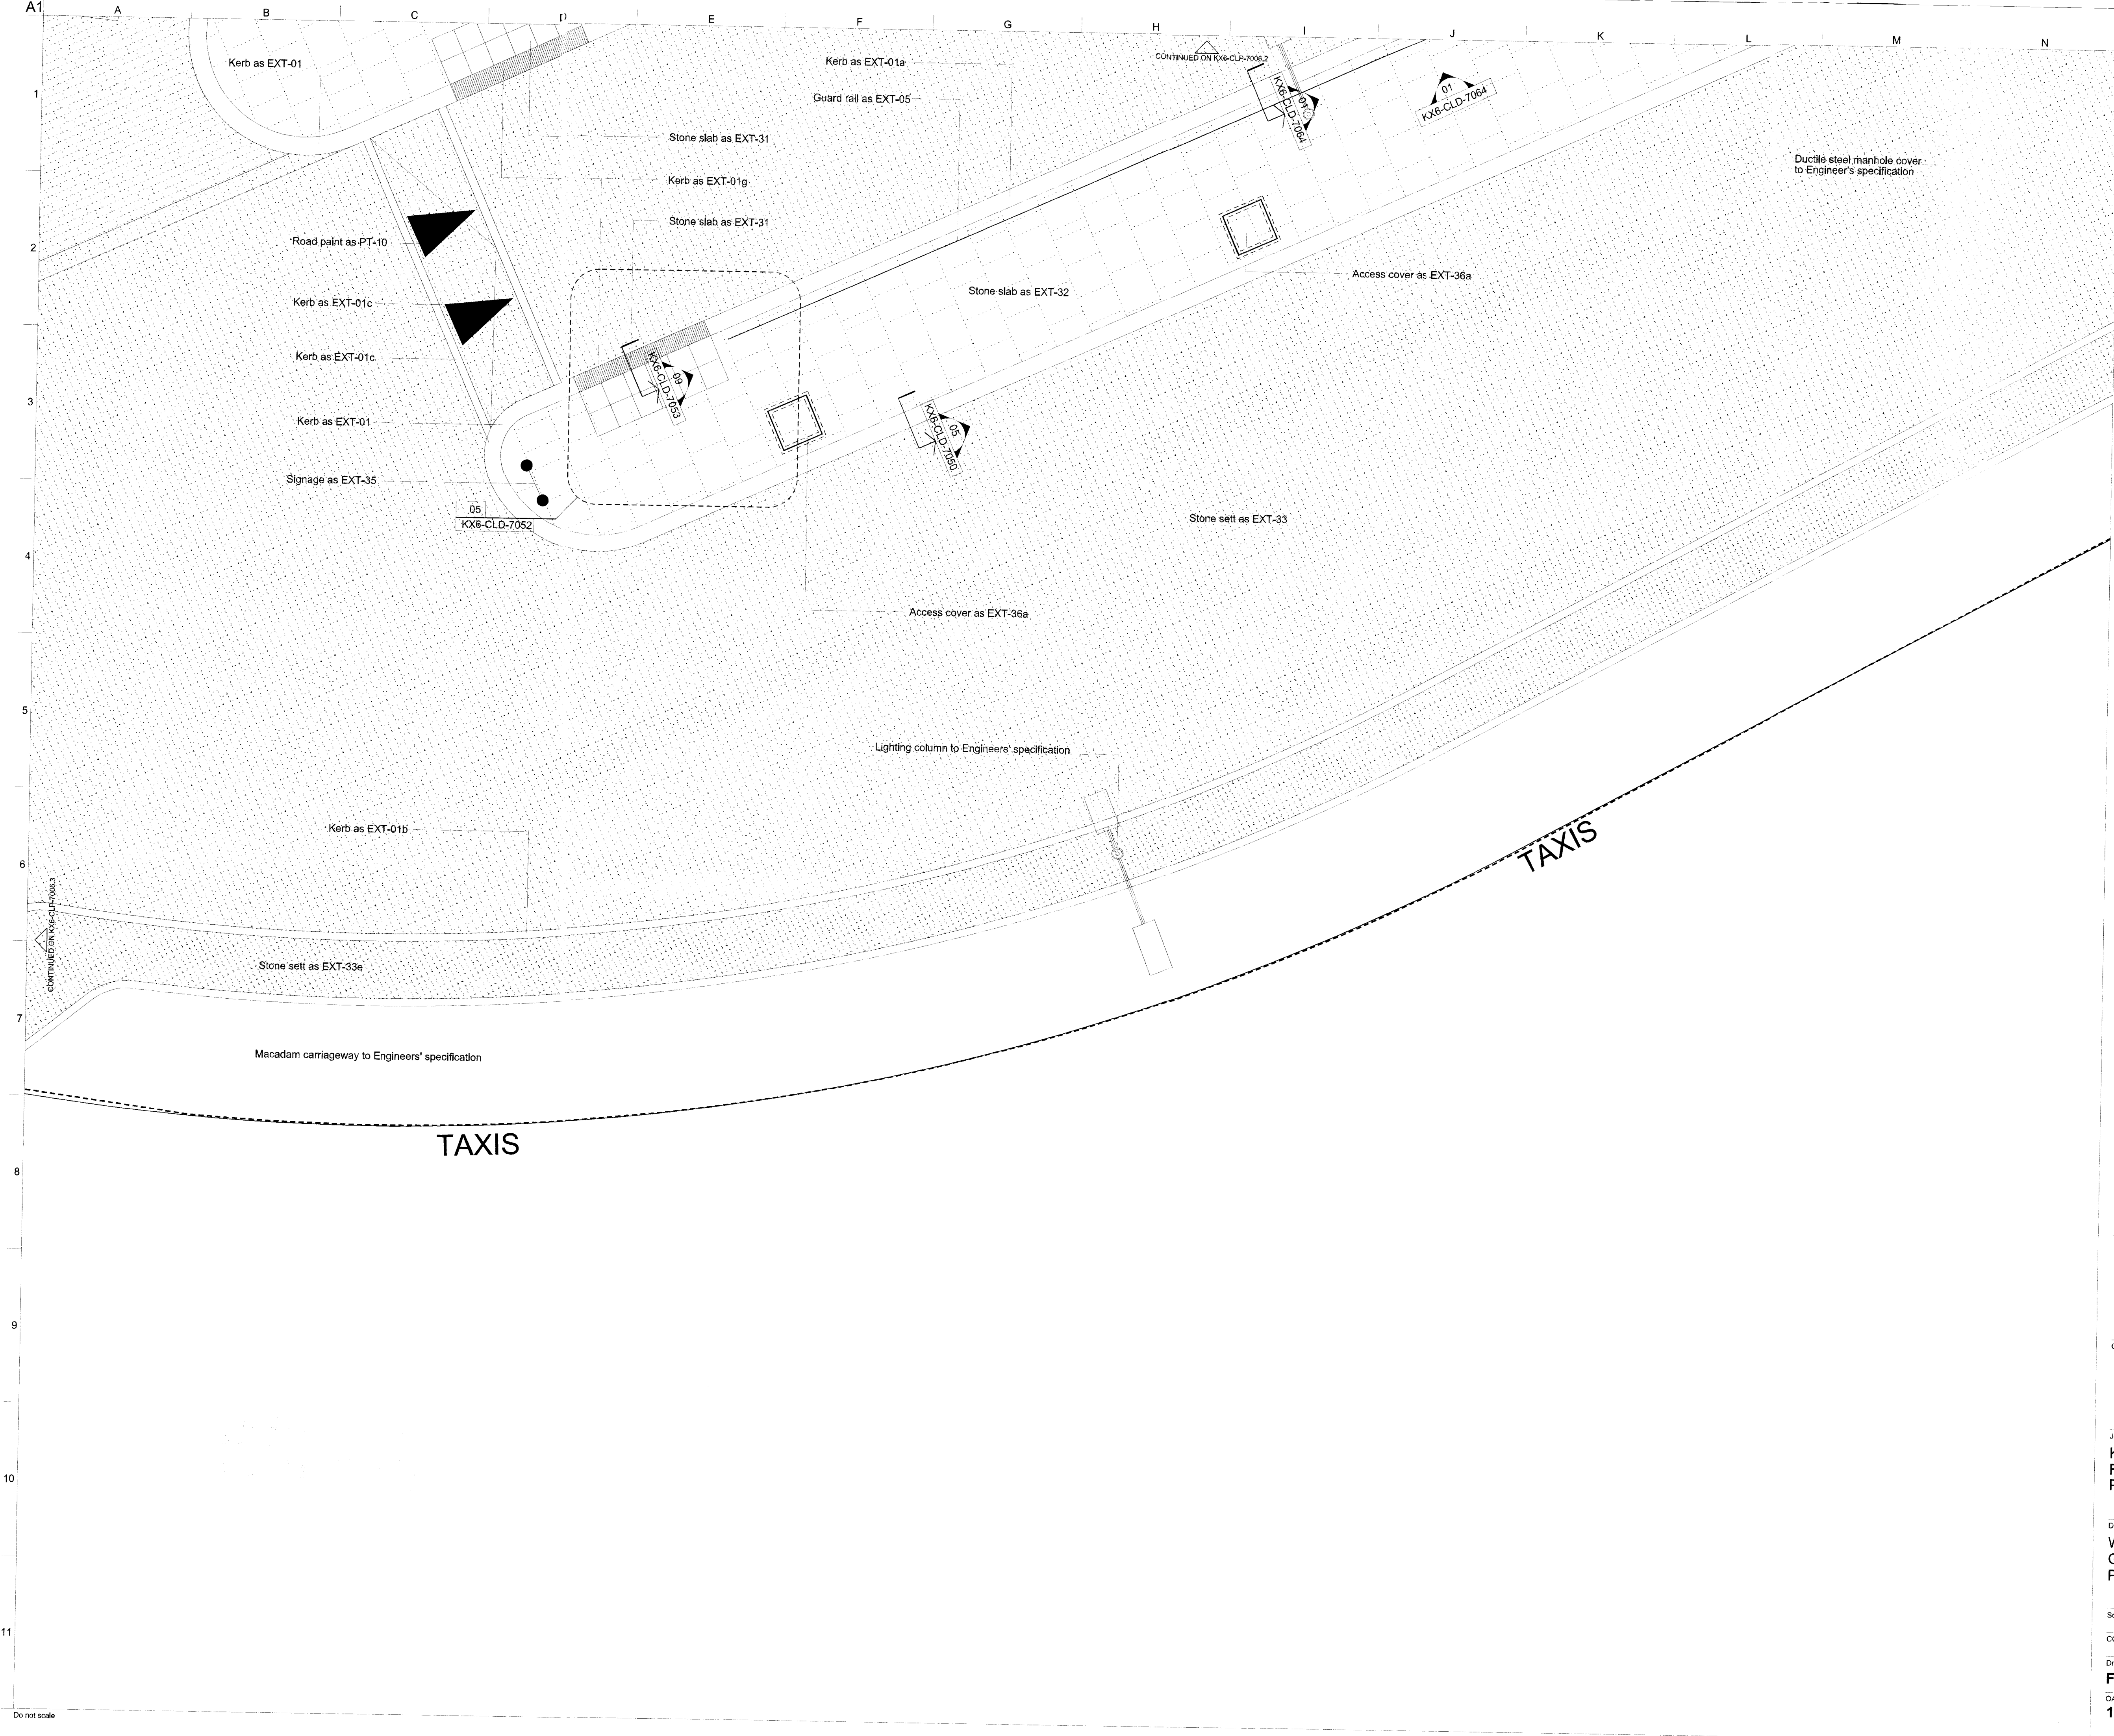 A1
A B C D E F G H I J K L M N
1
2
3
4
5
6
7
8
9
10
11
Kerb as EXT-01
Kerb as EXT-01a
Guard rail as EXT-05
CONTINUED ON KX6-CLP-7006.2
01
KX6-CLD-7064
01
KX6-CLD-7064
Stone slab as EXT-31
Kerb as EXT-01g
Stone slab as EXT-31
Ductile steel manhole cover
to Engineer's specification
Road paint as PT-10
Kerb as EXT-01c
Kerb as EXT-01c
Kerb as EXT-01
Signage as EXT-35
Stone slab as EXT-32
Access cover as EXT-36a
09
KX6-CLD-7053
05
KX6-CLD-7050
05
KX6-CLD-7052
Stone sett as EXT-33
Access cover as EXT-36a
Lighting column to Engineers' specification
Kerb as EXT-01b
CONTINUED ON KX6-CLP-7006.3
Stone sett as EXT-33e
Macadam carriageway to Engineers' specification
TAXIS
TAXIS
Do not scale